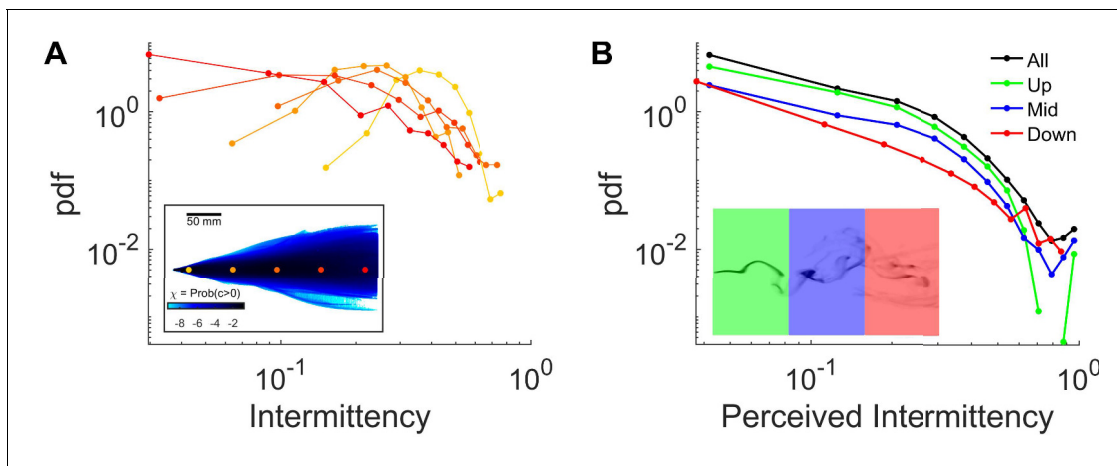 A
pdf
10^0
10^-2
50 mm
χ = Prob(c>0)
-8 -6 -4 -2
10^-1
10^0
Intermittency
B
pdf
10^0
10^-2
All
Up
Mid
Down
10^-1
10^0
Perceived Intermittency